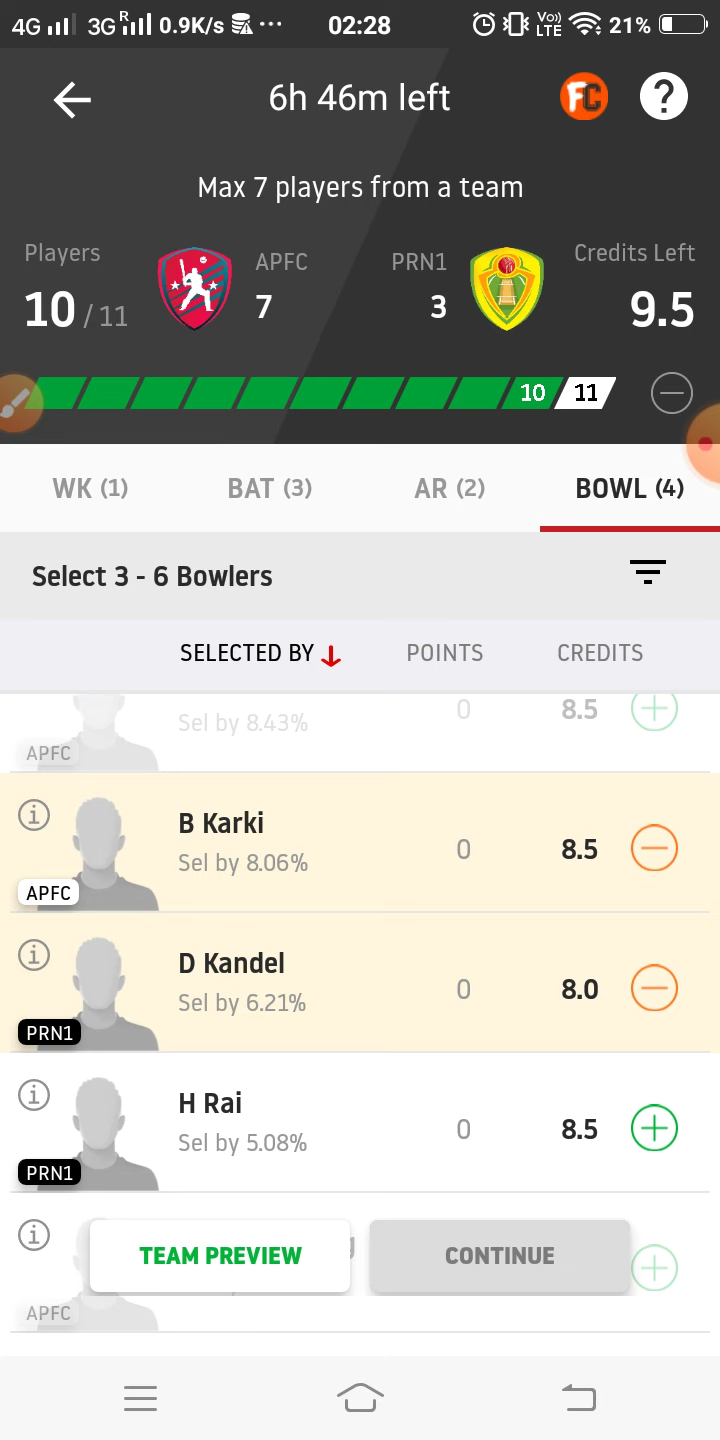 4G 3G R 0.9K/s ... 02:28 Vo) LTE 21%
6h 46m left FC ?
Max 7 players from a team
Players APFC PRN1 Credits Left
10 / 11 7 3 9.5
10 11
WK (1) BAT (3) AR (2) BOWL (4)
Select 3 - 6 Bowlers
SELECTED BY POINTS CREDITS
Sel by 8.43% 0 8.5
APFC
B Karki
Sel by 8.06% 0 8.5
APFC
D Kandel
Sel by 6.21% 0 8.0
PRN1
H Rai
Sel by 5.08% 0 8.5
PRN1
TEAM PREVIEW CONTINUE
APFC